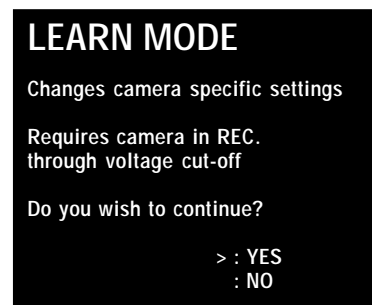 LEARN MODE
Changes camera specific settings
Requires camera in REC.
through voltage cut-off
Do you wish to continue?
> : YES
: NO